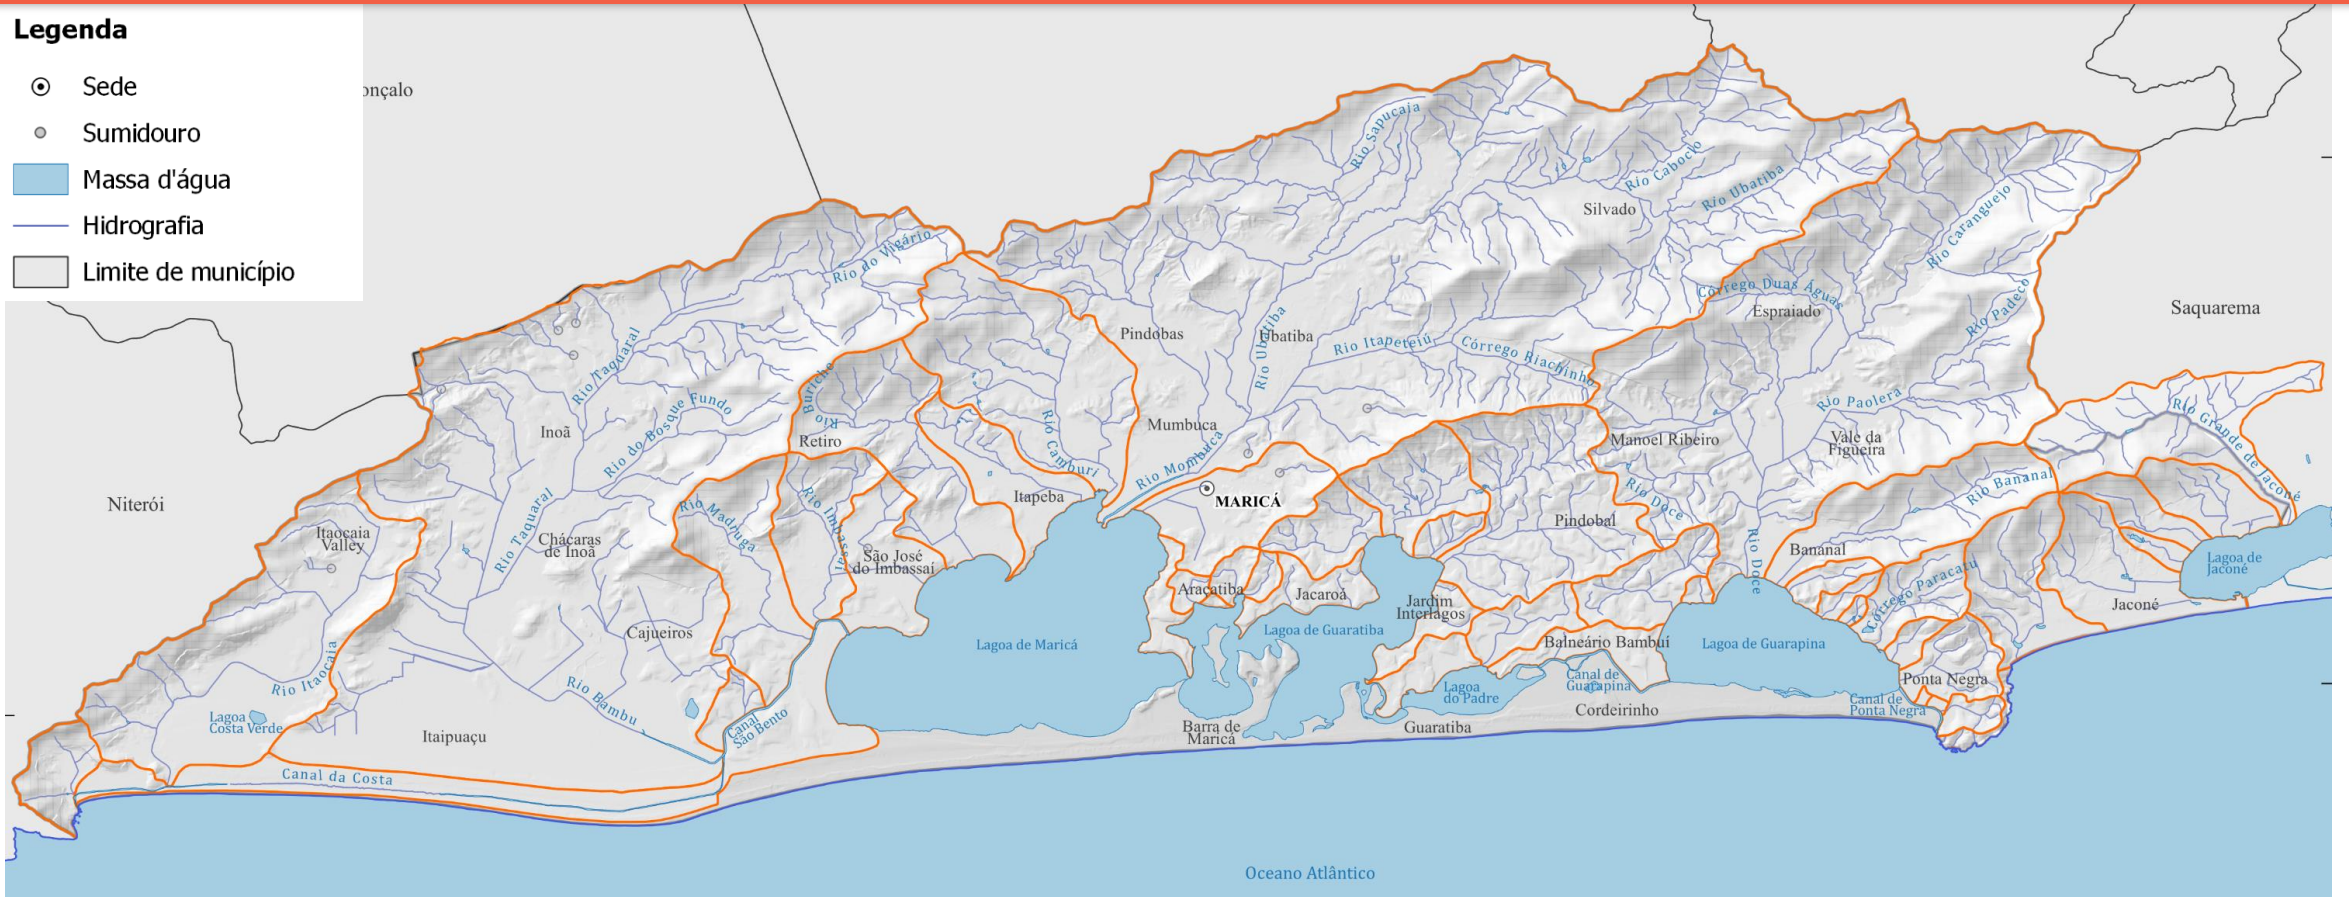 Legenda
Sede
Sumidouro
Massa d'água
Hidrografia
Limite de município
onçalo
Rio Sapucaia
Rio Caboclo
Rio Ubatiba
Silvado
Rio Caranguejo
Rio do Vigário
Córrego Duas Águas
Espraiado
Rio Padeco
Saquarema
Pindobas
Rio Ubatiba
Ubatiba
Rio Itapeteiú
Córrego Riachinho
Rio Taquaral
Rio do Bosque Fundo
Rio Buriche
Retiro
Inoã
Rio Camburi
Mumbuca
Rio Mombuca
Manoel Ribeiro
Rio Paolera
Vale da
Figueira
Rio Grande de Jaconé
Niterói
Itapeba
MARICÁ
Rio Doce
Rio Bananal
Rio Madruga
Rio Imbassaí
Rio Taquaral
Itaocaia
Valley
Chácaras
de Inoã
São José
do Imbassai
Pindobal
Bananal
Rio Doce
Lagoa de
Jaconé
Araçatiba
Jacaroá
Jardim
Interlagos
Córrego Paracatu
Jaconé
Cajueiros
Lagoa de Maricá
Lagoa de Guaratiba
Balneário Bambuí
Lagoa de Guarapina
Rio Itaocaia
Rio Bambu
Lagoa
do Padre
Canal de
Guarapina
Ponta Negra
Lagoa
Costa Verde
Canal
São Bento
Itaipuaçu
Barra de
Maricá
Guaratiba
Cordeirinho
Canal de
Ponta Negra
Canal da Costa
Oceano Atlântico